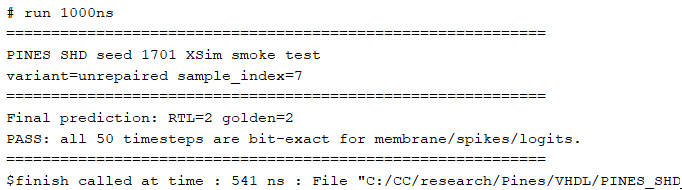 # run 1000ns
============================================================
PINES SHD seed 1701 XSim smoke test
variant=unrepaired sample_index=7
============================================================
Final prediction: RTL=2 golden=2
PASS: all 50 timesteps are bit-exact for membrane/spikes/logits.
============================================================
$finish called at time : 541 ns : File "C:/CC/research/Pines/VHDL/PINES_SHD